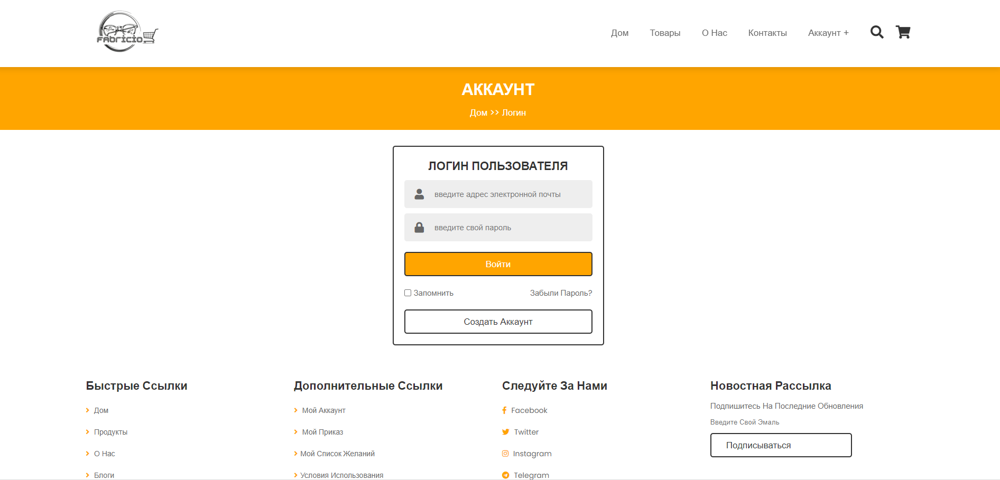 Fabricio
Дом Товары О Нас Контакты Аккаунт +
АККАУНТ
Дом >> Логин
ЛОГИН ПОЛЬЗОВАТЕЛЯ
введите адрес электронной почты
введите свой пароль
Войти
Запомнить Забыли Пароль?
Создать Аккаунт
Быстрые Ссылки
Дом
Продукты
О Нас
Блоги
Дополнительные Ссылки
Мой Аккаунт
Мой Приказ
Мой Список Желаний
Условия Использования
Следуйте За Нами
Facebook
Twitter
Instagram
Telegram
Новостная Рассылка
Подпишитесь На Последние Обновления
Введите Свой Эмаль
Подписываться